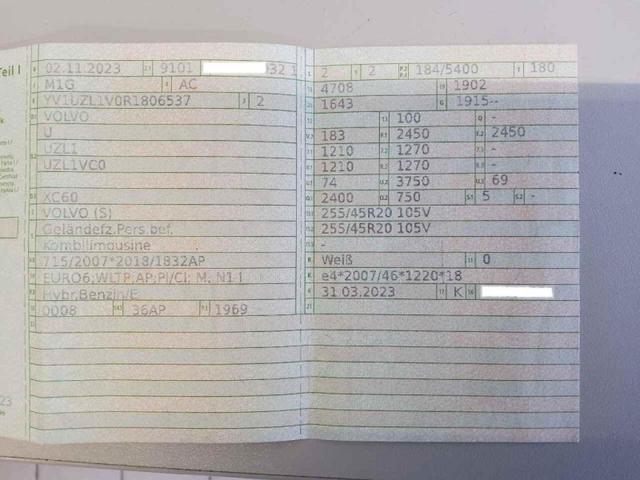 Teil I
02.11.2023 9101 32 1
M1G AC
YV1UZL1V0R1806537 2
VOLVO
U
UZL1
UZL1VC0
XC60
VOLVO (S)
Geländefz.Pers.bef.
Kombilimousine
715/2007*2018/1832AP
EURO6;WLTP;AP;PI/CI; M, N1 I
Hybr.Benzin/E
0008 36AP 1969
2 2 184/5400 180
4708 1902
1643 1915--
100 -
183 2450 2450
1210 1270 -
1210 1270 -
74 3750 69
2400 750 5 -
255/45R20 105V
255/45R20 105V
-
Weiß 0
e4*2007/46*1220*18
31.03.2023 K
23